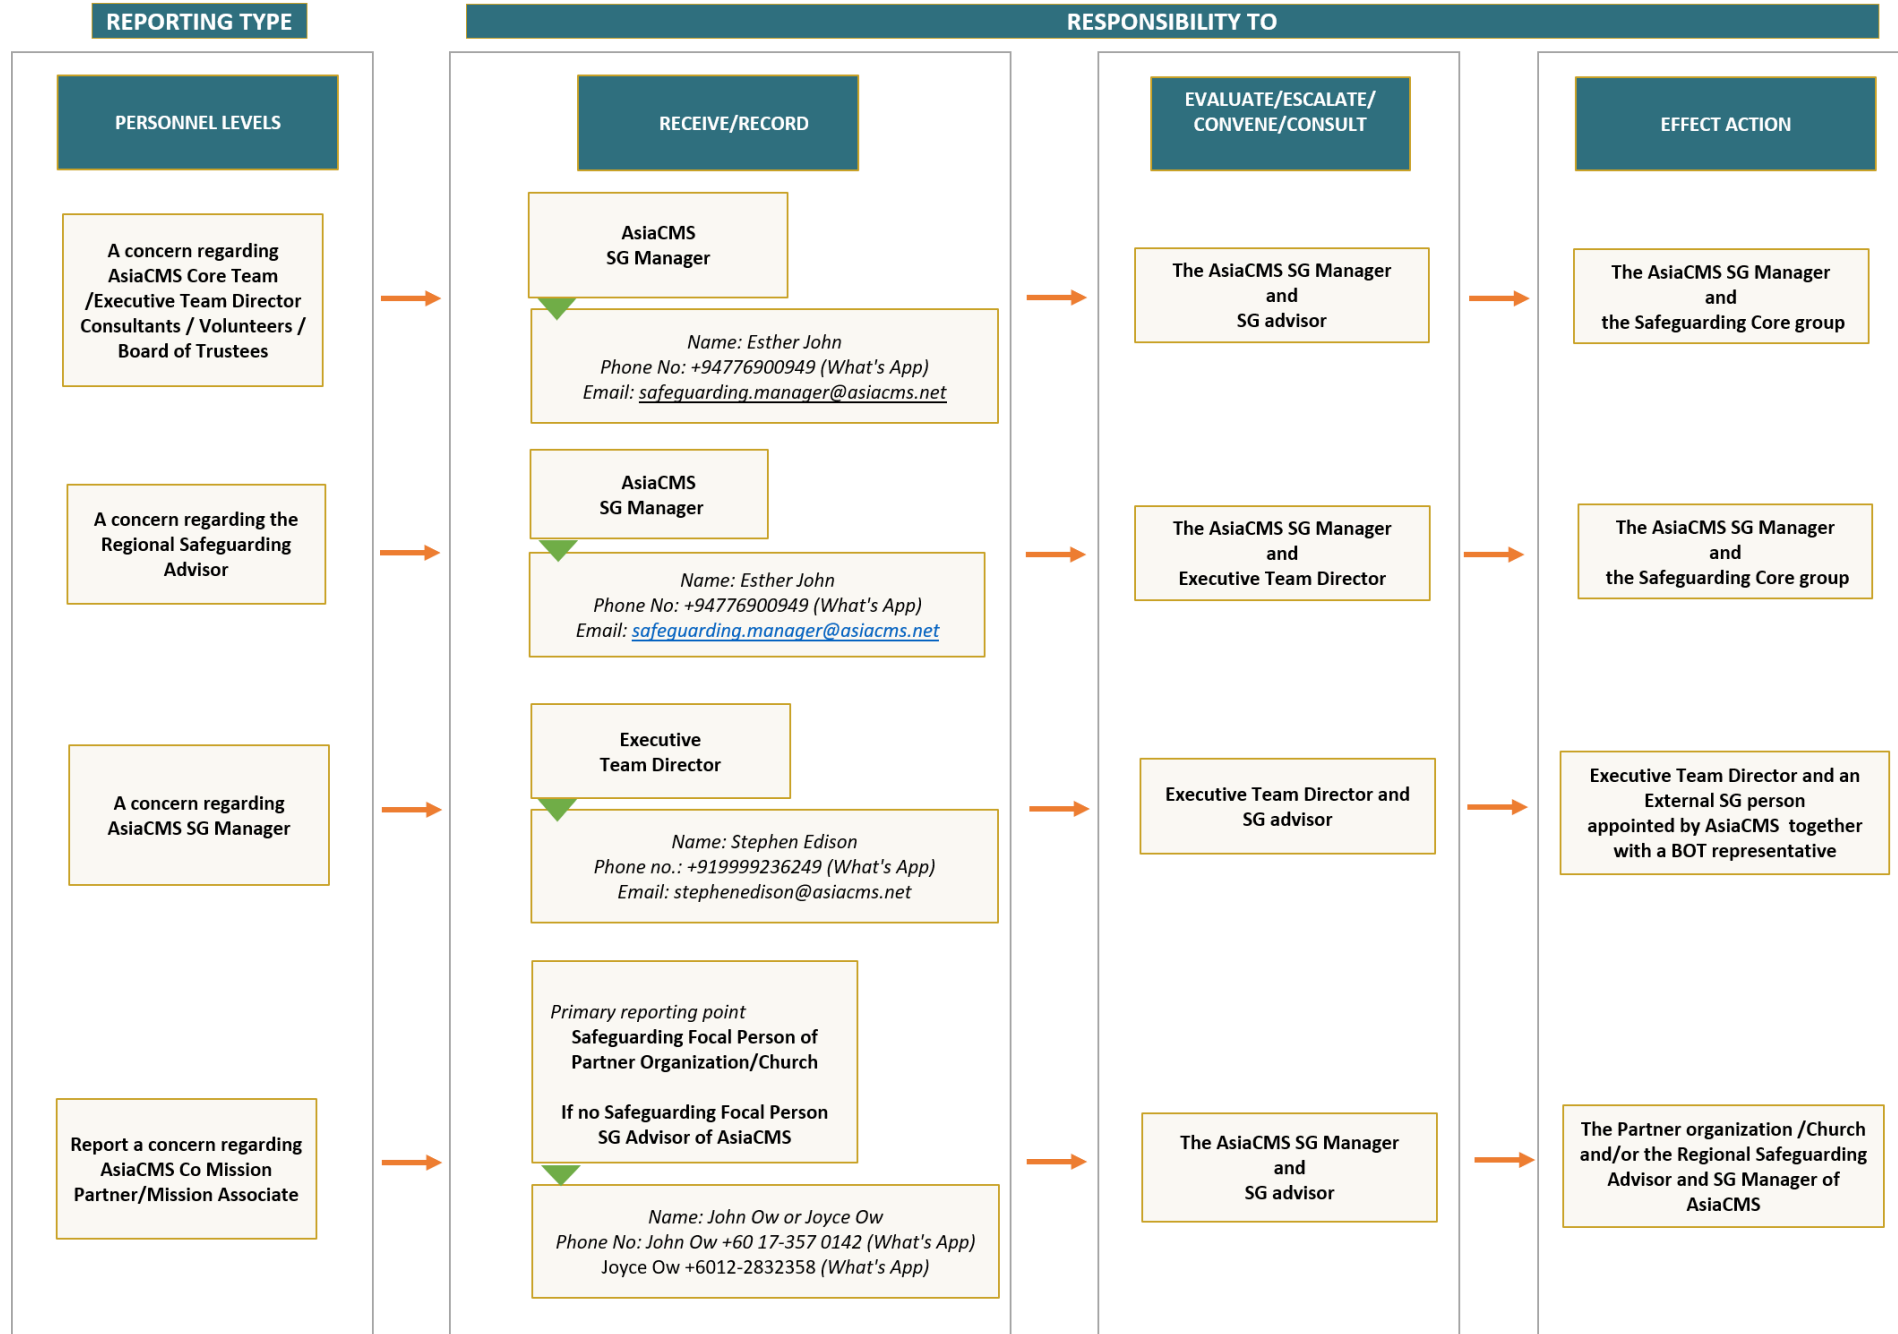 REPORTING TYPE
RESPONSIBILITY TO
PERSONNEL LEVELS
RECEIVE/RECORD
EVALUATE/ESCALATE/
CONVENE/CONSULT
EFFECT ACTION
A concern regarding
AsiaCMS Core Team
/Executive Team Director
Consultants / Volunteers /
Board of Trustees
AsiaCMS
SG Manager
Name: Esther John
Phone No: +94776900949 (What's App)
Email: safeguarding.manager@asiacms.net
The AsiaCMS SG Manager
and
SG advisor
The AsiaCMS SG Manager
and
the Safeguarding Core group
A concern regarding the
Regional Safeguarding
Advisor
AsiaCMS
SG Manager
Name: Esther John
Phone No: +94776900949 (What's App)
Email: safeguarding.manager@asiacms.net
The AsiaCMS SG Manager
and
Executive Team Director
The AsiaCMS SG Manager
and
the Safeguarding Core group
A concern regarding
AsiaCMS SG Manager
Executive
Team Director
Name: Stephen Edison
Phone no.: +919999236249 (What's App)
Email: stephenedison@asiacms.net
Executive Team Director and
SG advisor
Executive Team Director and an
External SG person
appointed by AsiaCMS together
with a BOT representative
Report a concern regarding
AsiaCMS Co Mission
Partner/Mission Associate
Primary reporting point
Safeguarding Focal Person of
Partner Organization/Church
If no Safeguarding Focal Person
SG Advisor of AsiaCMS
Name: John Ow or Joyce Ow
Phone No: John Ow +60 17-357 0142 (What's App)
Joyce Ow +6012-2832358 (What's App)
The AsiaCMS SG Manager
and
SG advisor
The Partner organization /Church
and/or the Regional Safeguarding
Advisor and SG Manager of
AsiaCMS